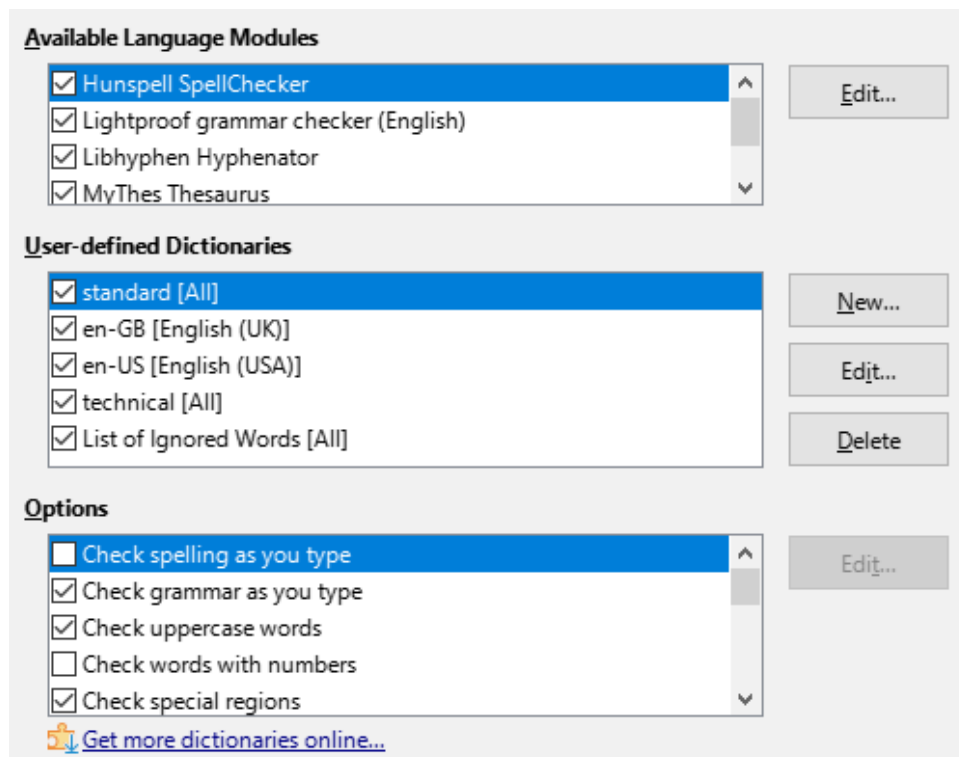 Available Language Modules
Hunspell SpellChecker
Edit...
Lightproof grammar checker (English)
Libhyphen Hyphenator
MyThes Thesaurus
User-defined Dictionaries
standard [All]
New...
en-GB [English (UK)]
en-US [English (USA)]
Edit...
technical [All]
List of Ignored Words [All]
Delete
Options
Check spelling as you type
Edit...
Check grammar as you type
Check uppercase words
Check words with numbers
Check special regions
Get more dictionaries online...